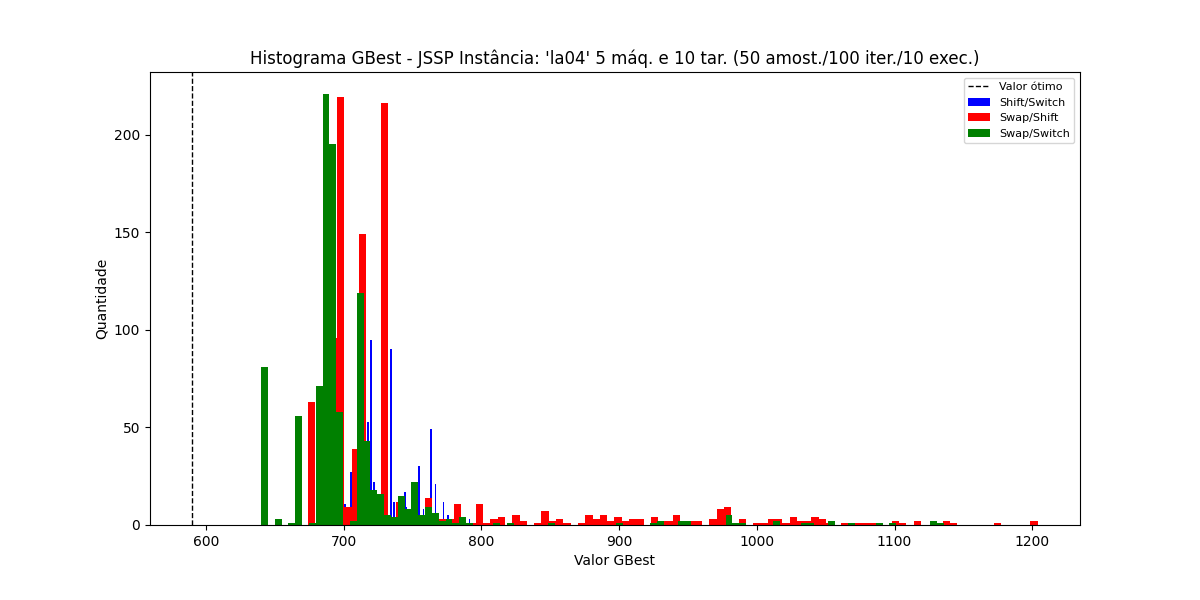 Histograma GBest - JSSP Instância: 'la04' 5 máq. e 10 tar. (50 amost./100 iter./10 exec.)
Valor ótimo
Shift/Switch
Swap/Shift
Swap/Switch
Quantidade
200
150
100
50
0
600 700 800 900 1000 1100 1200
Valor GBest